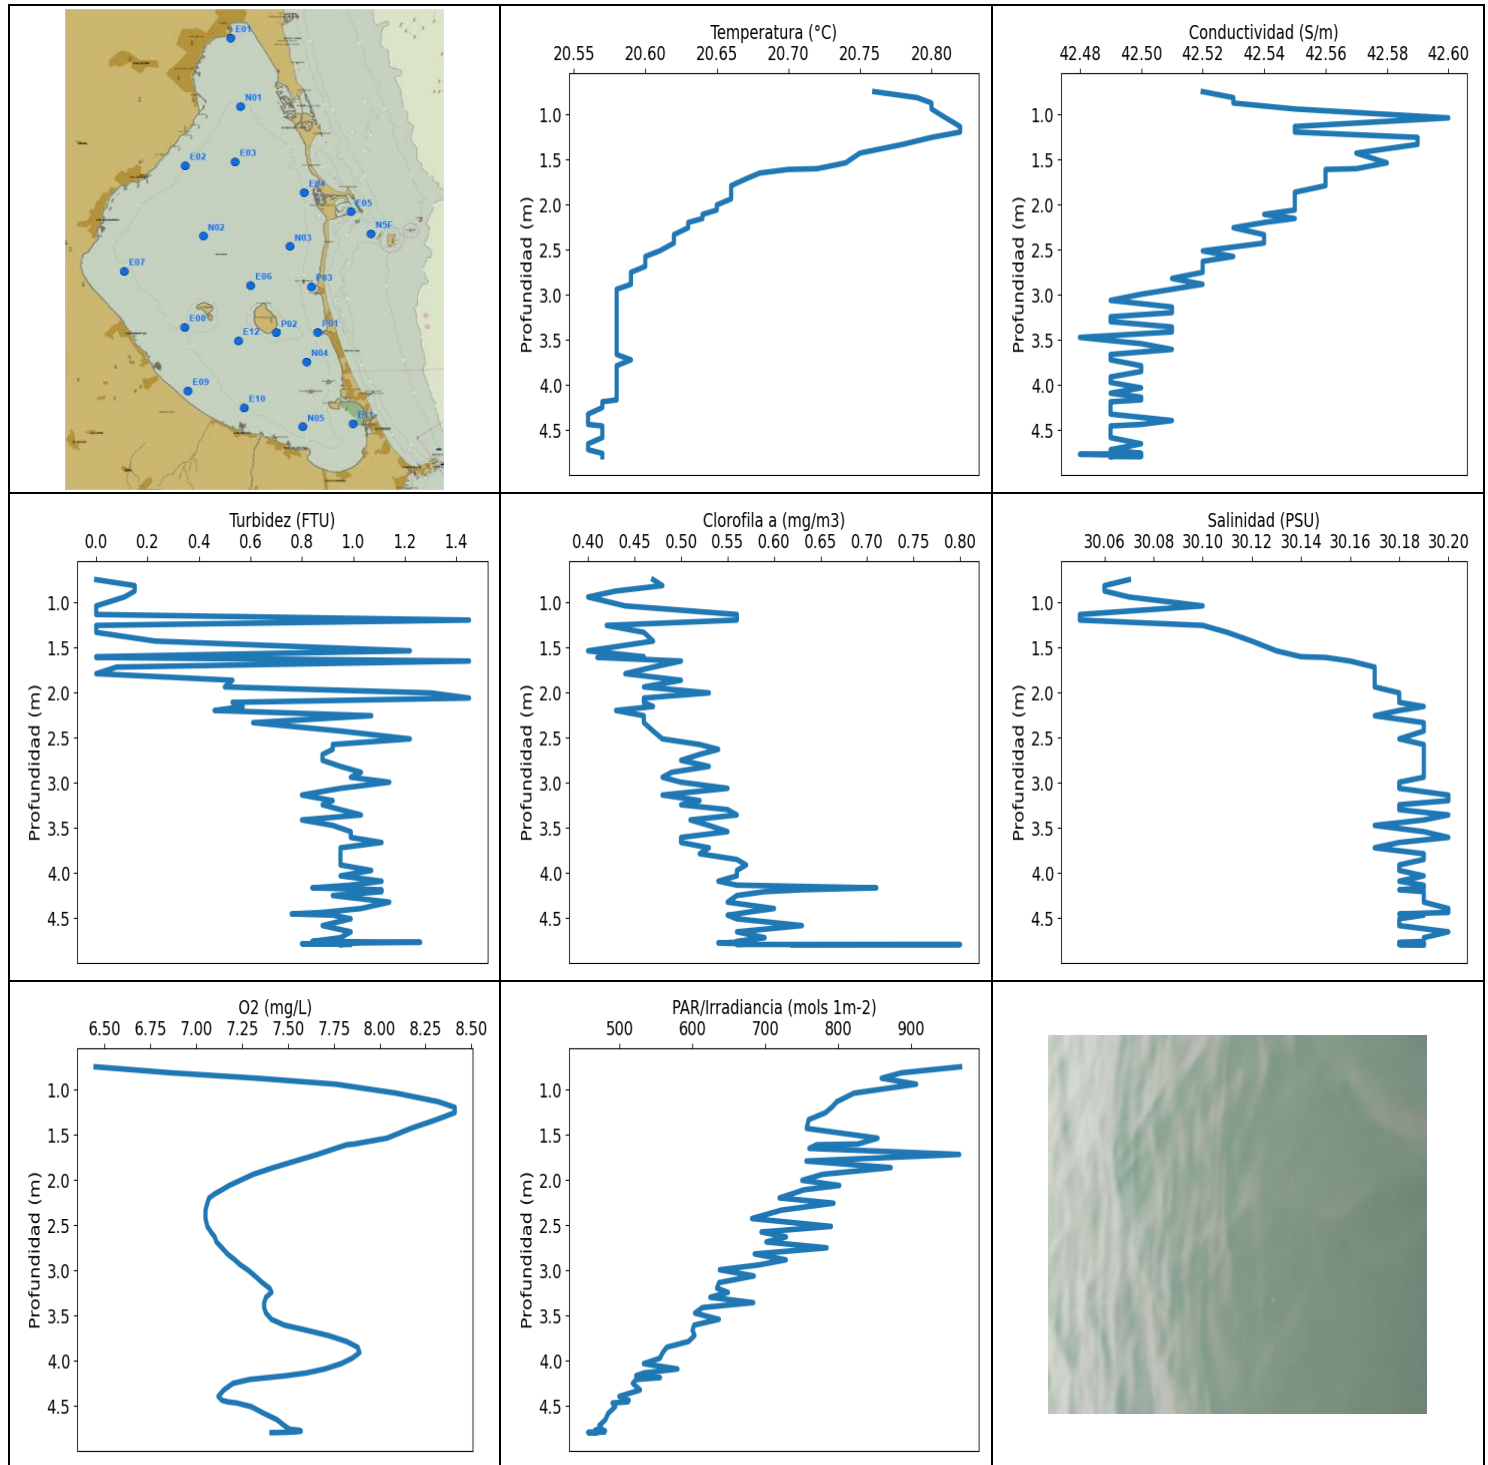 E01
N01
E02
E03
E04
E05
N5F
N02
N03
E07
E06
P03
E08
E12
P02
P01
N04
E09
E10
N05
E11
Temperatura (°C)
20.55 20.60 20.65 20.70 20.75 20.80
Profundidad (m)
1.0
1.5
2.0
2.5
3.0
3.5
4.0
4.5
Conductividad (S/m)
42.48 42.50 42.52 42.54 42.56 42.58 42.60
Profundidad (m)
1.0
1.5
2.0
2.5
3.0
3.5
4.0
4.5
Turbidez (FTU)
0.0 0.2 0.4 0.6 0.8 1.0 1.2 1.4
Profundidad (m)
1.0
1.5
2.0
2.5
3.0
3.5
4.0
4.5
Clorofila a (mg/m3)
0.40 0.45 0.50 0.55 0.60 0.65 0.70 0.75 0.80
Profundidad (m)
1.0
1.5
2.0
2.5
3.0
3.5
4.0
4.5
Salinidad (PSU)
30.06 30.08 30.10 30.12 30.14 30.16 30.18 30.20
Profundidad (m)
1.0
1.5
2.0
2.5
3.0
3.5
4.0
4.5
O2 (mg/L)
6.50 6.75 7.00 7.25 7.50 7.75 8.00 8.25 8.50
Profundidad (m)
1.0
1.5
2.0
2.5
3.0
3.5
4.0
4.5
PAR/Irradiancia (mols 1m-2)
500 600 700 800 900
Profundidad (m)
1.0
1.5
2.0
2.5
3.0
3.5
4.0
4.5